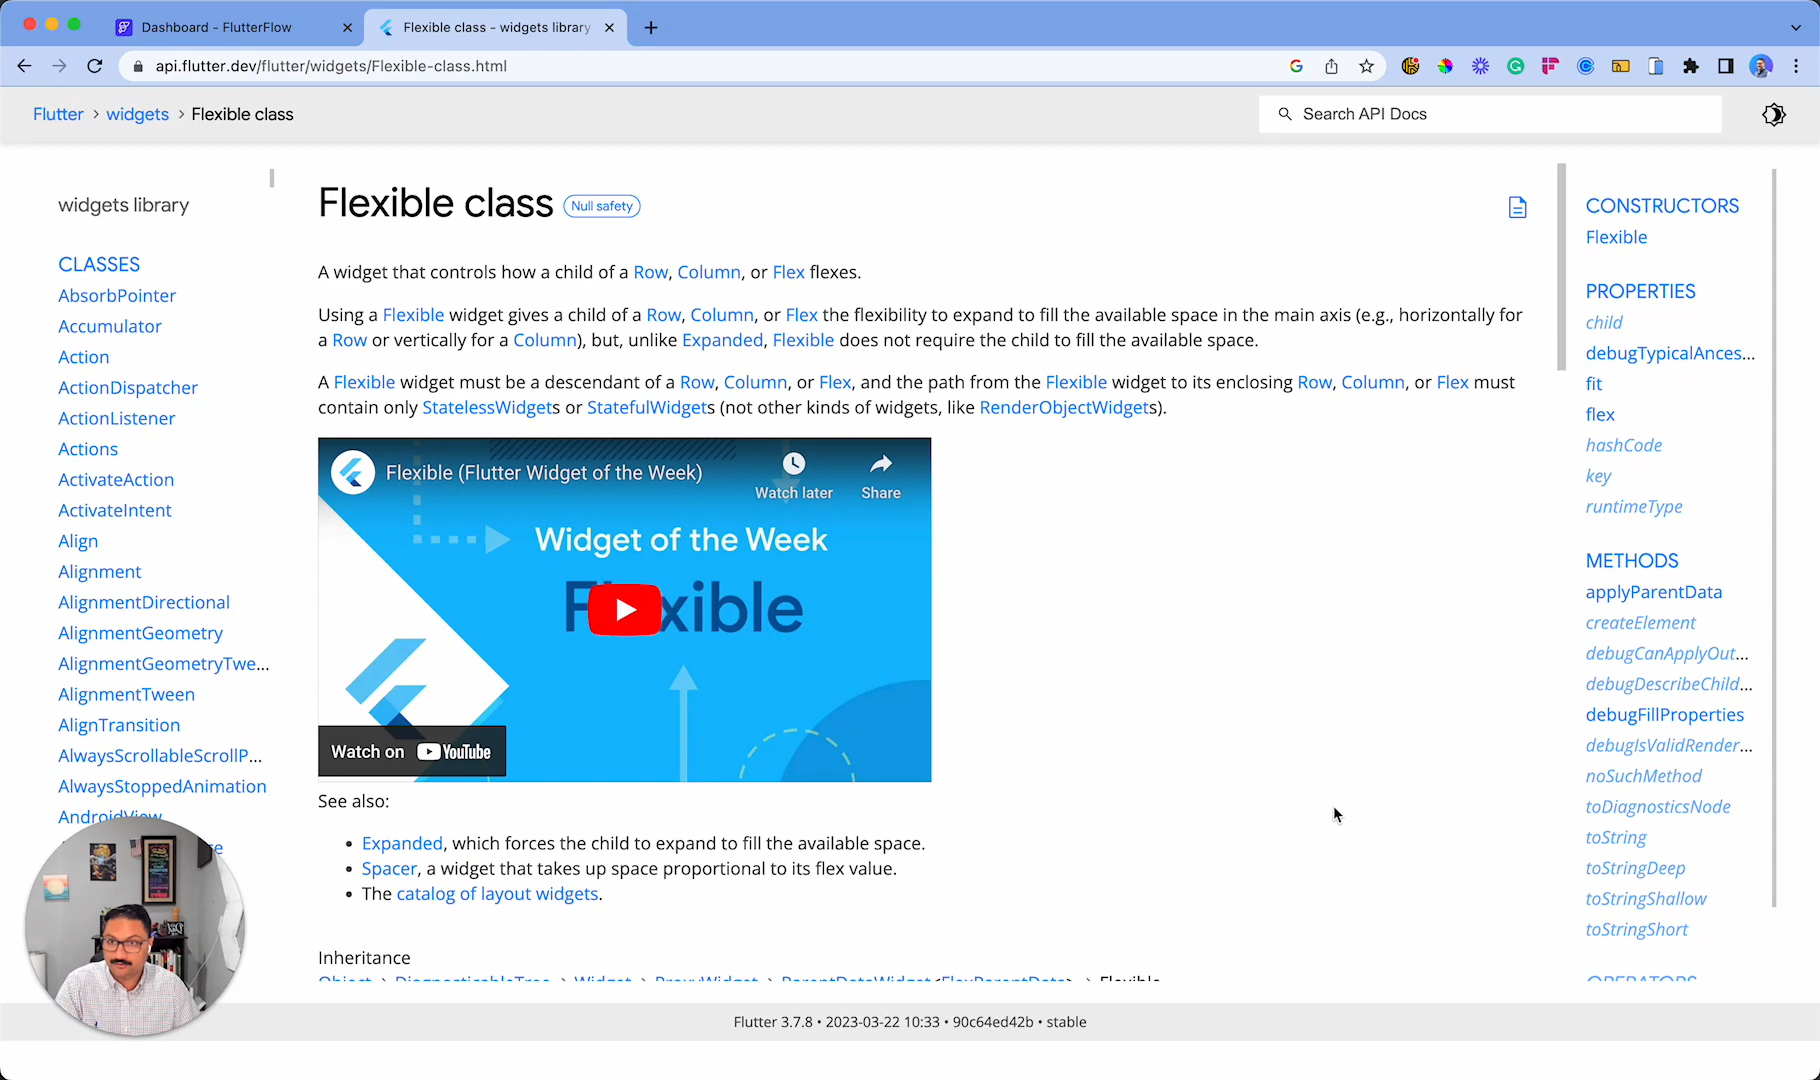 Dashboard - FlutterFlow
Flexible class - widgets library
api.flutter.dev/flutter/widgets/Flexible-class.html
Flutter > widgets > Flexible class
Search API Docs
widgets library
CLASSES
AbsorbPointer
Accumulator
Action
ActionDispatcher
ActionListener
Actions
ActivateAction
ActivateIntent
Align
Alignment
AlignmentDirectional
AlignmentGeometry
AlignmentGeometryTwe...
AlignmentTween
AlignTransition
AlwaysScrollableScrollP...
AlwaysStoppedAnimation
AndroidView
Flexible class Null safety
A widget that controls how a child of a Row, Column, or Flex flexes.
Using a Flexible widget gives a child of a Row, Column, or Flex the flexibility to expand to fill the available space in the main axis (e.g., horizontally for
a Row or vertically for a Column), but, unlike Expanded, Flexible does not require the child to fill the available space.
A Flexible widget must be a descendant of a Row, Column, or Flex, and the path from the Flexible widget to its enclosing Row, Column, or Flex must
contain only StatelessWidgets or StatefulWidgets (not other kinds of widgets, like RenderObjectWidgets).
Flexible (Flutter Widget of the Week)
Watch later
Share
Widget of the Week
Flexible
Watch on YouTube
See also:
• Expanded, which forces the child to expand to fill the available space.
• Spacer, a widget that takes up space proportional to its flex value.
• The catalog of layout widgets.
Inheritance
Object > DiagnosticableTree > Widget > ProxyWidget > ParentDataWidget<FlexParentData> > Flexible
CONSTRUCTORS
Flexible
PROPERTIES
child
debugTypicalAnces...
fit
flex
hashCode
key
runtimeType
METHODS
applyParentData
createElement
debugCanApplyOut...
debugDescribeChild...
debugFillProperties
debugIsValidRender...
noSuchMethod
toDiagnosticsNode
toString
toStringDeep
toStringShallow
toStringShort
OPERATORS
Flutter 3.7.8 • 2023-03-22 10:33 • 90c64ed42b • stable